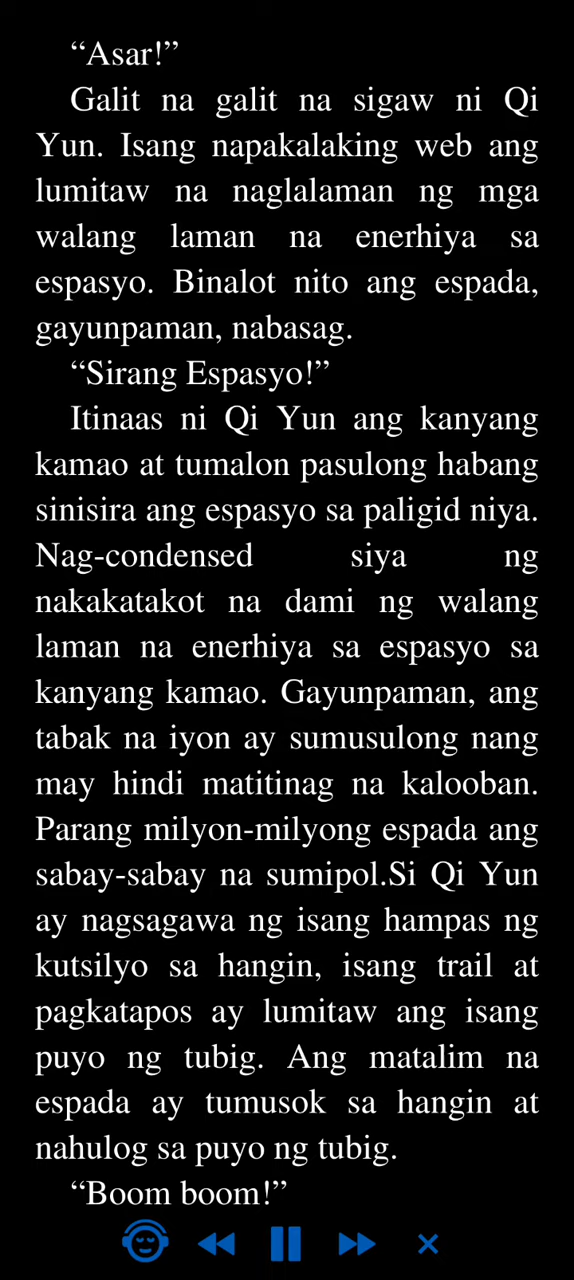 “Asar!”
Galit na galit na sigaw ni Qi
Yun. Isang napakalaking web ang
lumitaw na naglalaman ng mga
walang laman na enerhiya sa
espasyo. Binalot nito ang espada,
gayunpaman, nabasag.
“Sirang Espasyo!”
Itinaas ni Qi Yun ang kanyang
kamao at tumalon pasulong habang
sinisira ang espasyo sa paligid niya.
Nag-condensed siya ng
nakakatakot na dami ng walang
laman na enerhiya sa espasyo sa
kanyang kamao. Gayunpaman, ang
tabak na iyon ay sumusulong nang
may hindi matitinag na kalooban.
Parang milyon-milyong espada ang
sabay-sabay na sumipol.Si Qi Yun
ay nagsagawa ng isang hampas ng
kutsilyo sa hangin, isang trail at
pagkatapos ay lumitaw ang isang
puyo ng tubig. Ang matalim na
espada ay tumusok sa hangin at
nahulog sa puyo ng tubig.
“Boom boom!”